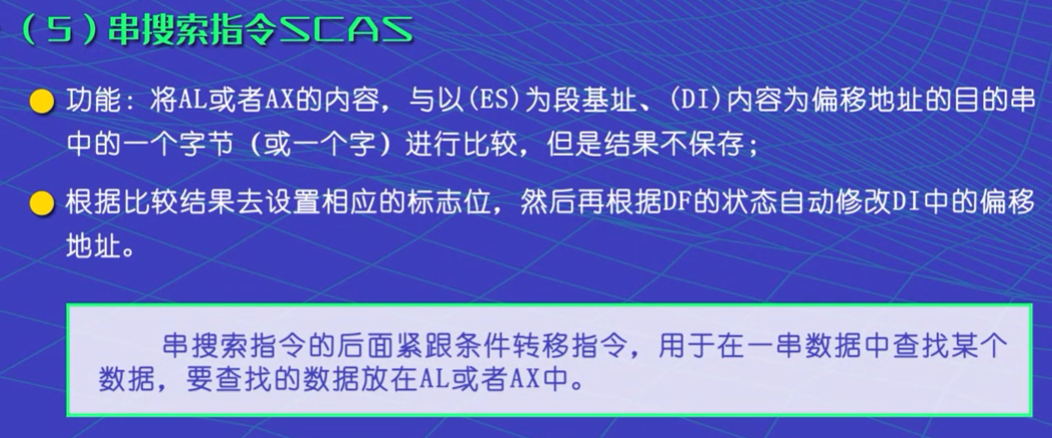 （5）串搜索指令SCAS
功能：将AL或者AX的内容，与以(ES)为段基址、(DI)内容为偏移地址的目的串
中的一个字节（或一个字）进行比较，但是结果不保存；
根据比较结果去设置相应的标志位，然后再根据DF的状态自动修改DI中的偏移
地址。
串搜索指令的后面紧跟条件转移指令，用于在一串数据中查找某个
数据，要查找的数据放在AL或者AX中。